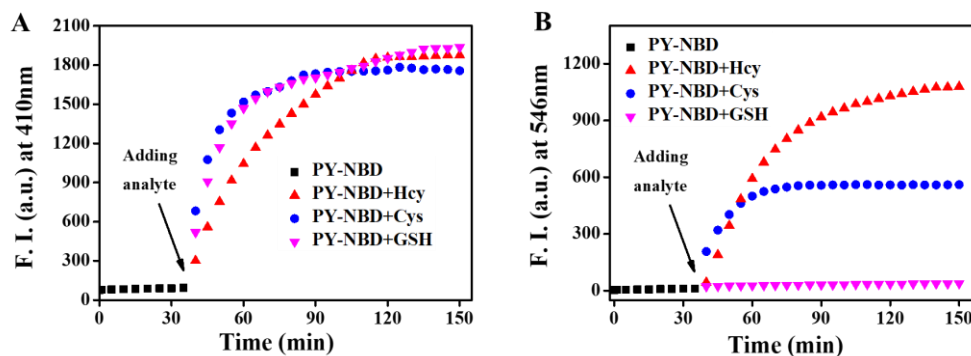 A
F. I. (a.u.) at 410nm
2100
1800
1500
1200
900
600
300
0
Adding
analyte
PY-NBD
PY-NBD+Hcy
PY-NBD+Cys
PY-NBD+GSH
0 30 60 90 120 150
Time (min)
B
F. I. (a.u.) at 546nm
1200
900
600
300
0
PY-NBD
PY-NBD+Hcy
PY-NBD+Cys
PY-NBD+GSH
Adding
analyte
0 30 60 90 120 150
Time (min)